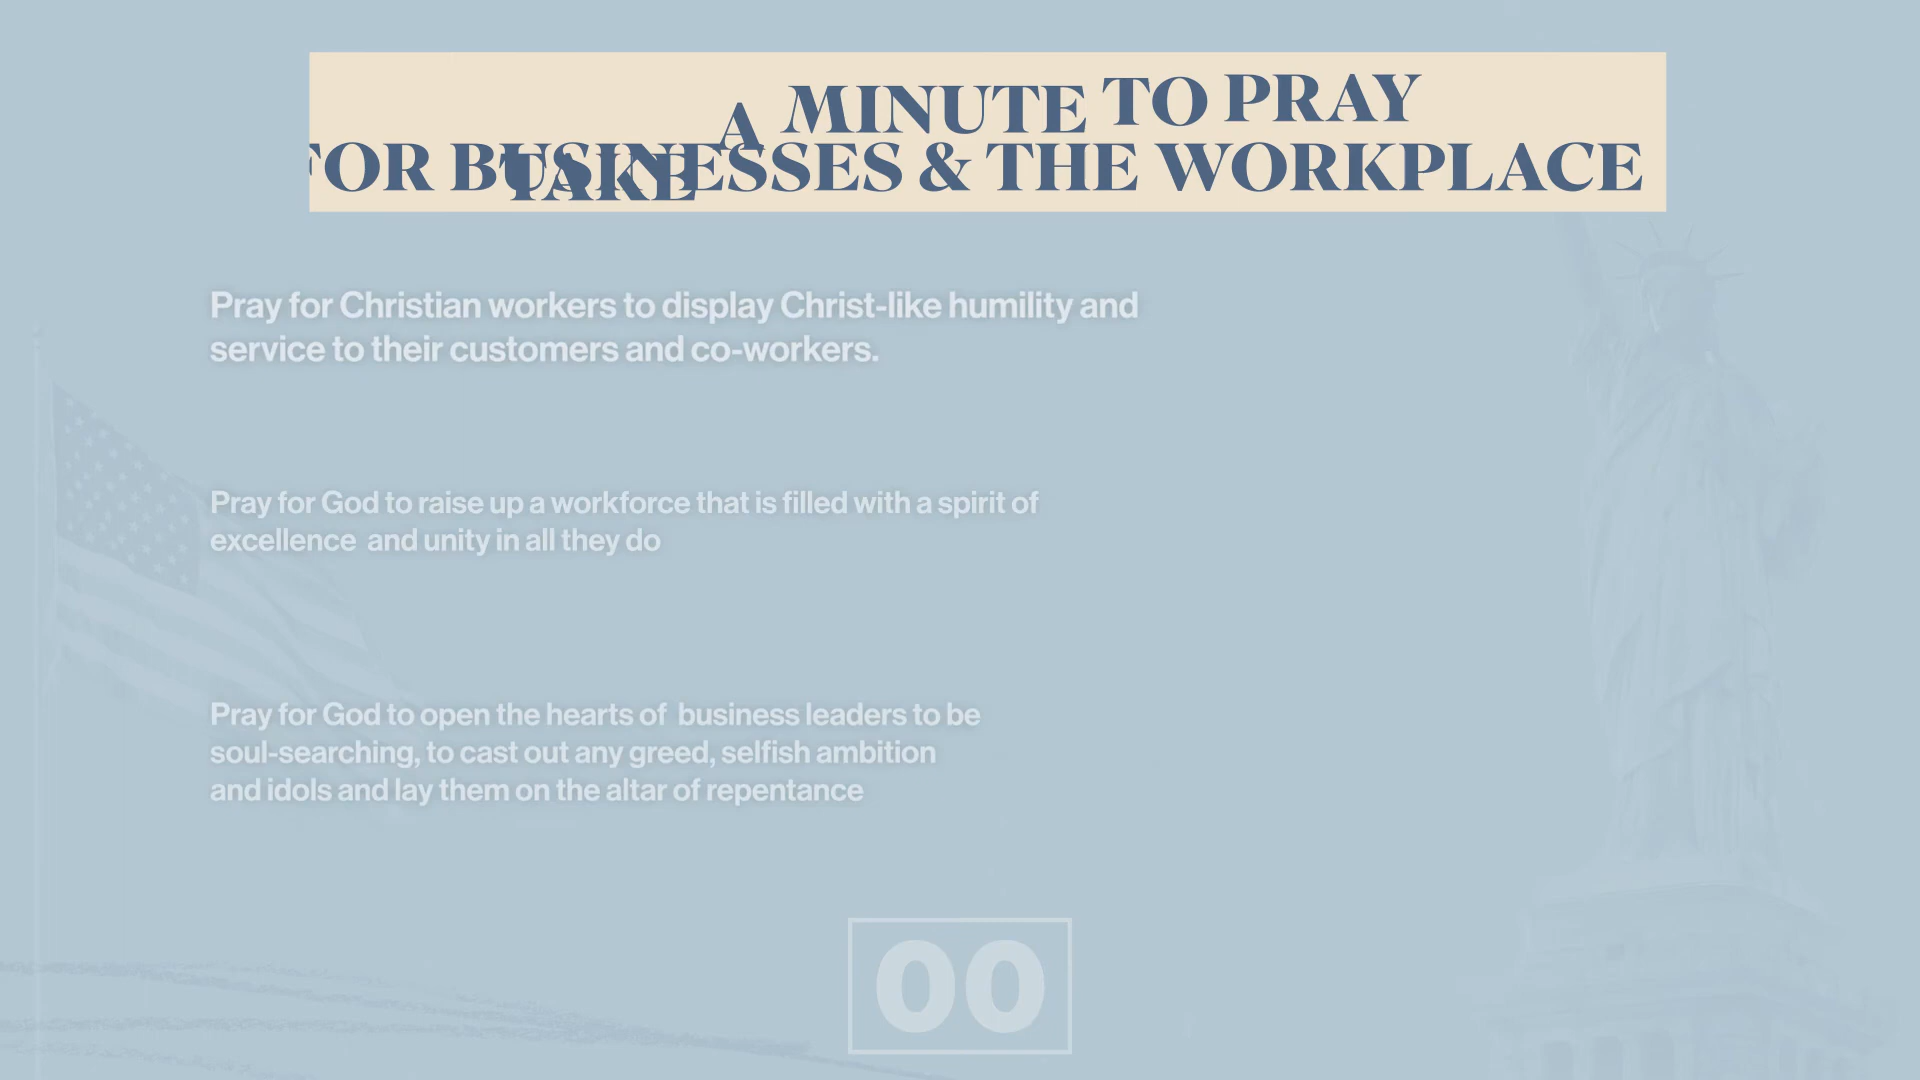 TAKE A MINUTE TO PRAY
FOR BUSINESSES & THE WORKPLACE
Pray for Christian workers to display Christ-like humility and
service to their customers and co-workers.
Pray for God to raise up a workforce that is filled with a spirit of
excellence and unity in all they do
Pray for God to open the hearts of business leaders to be
soul-searching, to cast out any greed, selfish ambition
and idols and lay them on the altar of repentance
00